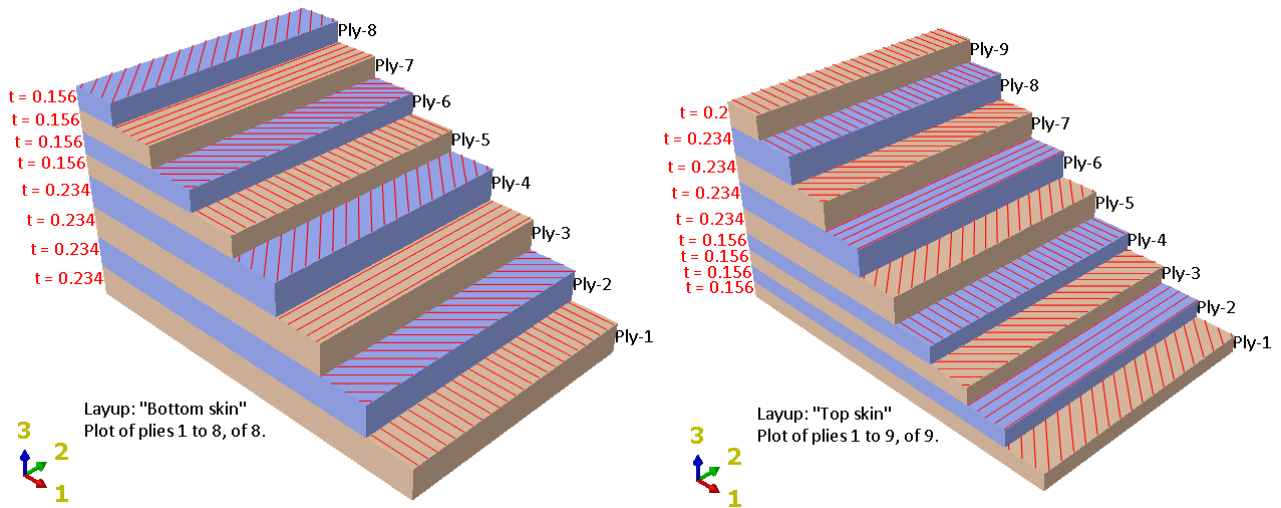 Ply-8
Ply-7
Ply-6
Ply-5
Ply-4
Ply-3
Ply-2
Ply-1
t = 0.156
t = 0.156
t = 0.156
t = 0.156
t = 0.234
t = 0.234
t = 0.234
t = 0.234
Layup: "Bottom skin"
Plot of plies 1 to 8, of 8.
3
2
1
Ply-9
Ply-8
Ply-7
Ply-6
Ply-5
Ply-4
Ply-3
Ply-2
Ply-1
t = 0.2
t = 0.234
t = 0.234
t = 0.234
t = 0.234
t = 0.156
t = 0.156
t = 0.156
t = 0.156
Layup: "Top skin"
Plot of plies 1 to 9, of 9.
3
2
1